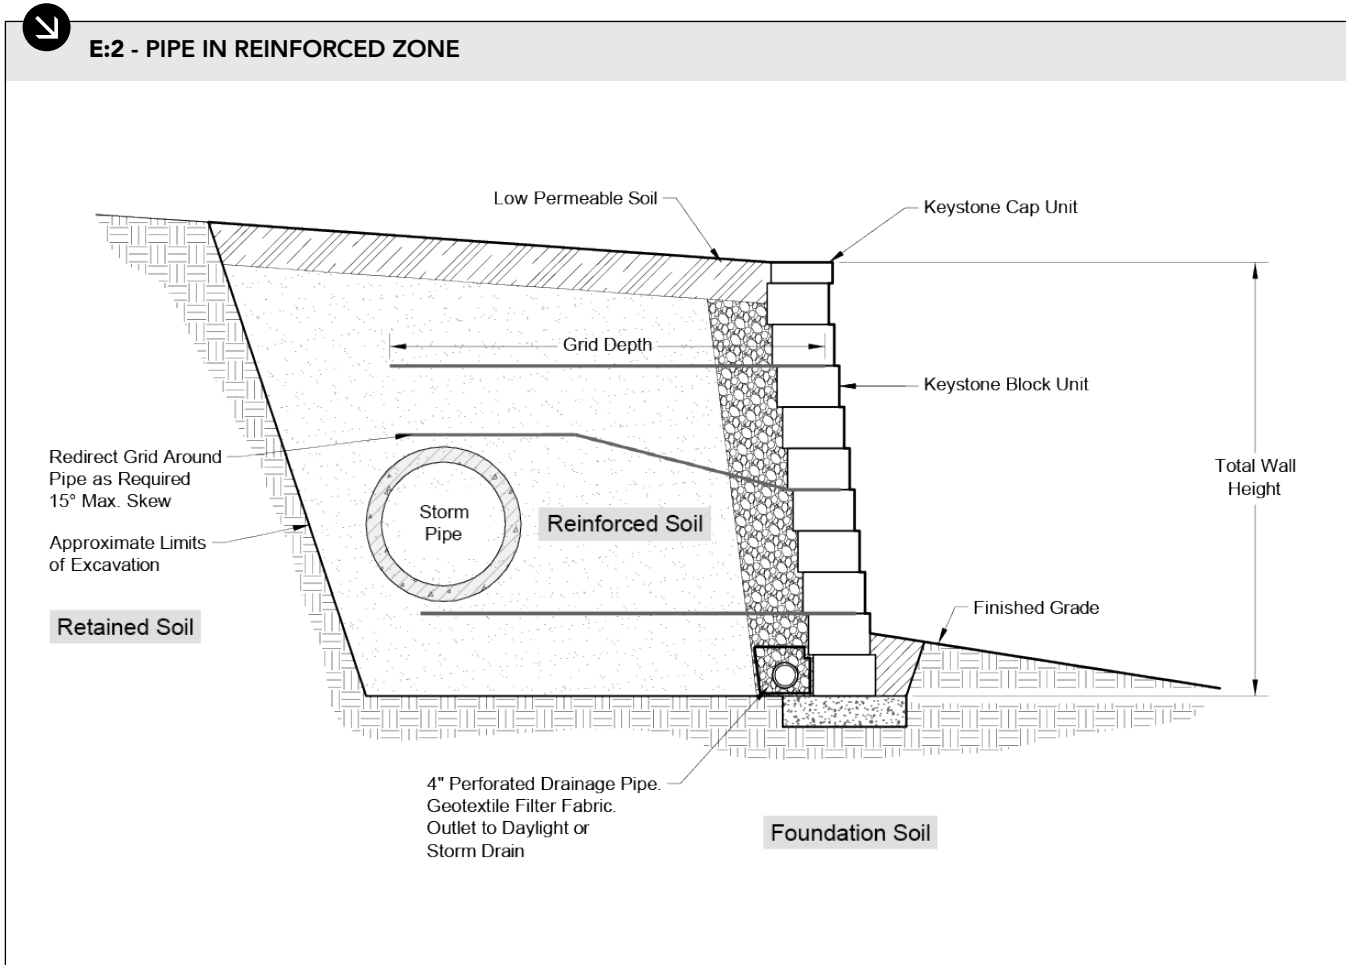 E:2 - PIPE IN REINFORCED ZONE
Low Permeable Soil
Keystone Cap Unit
Grid Depth
Keystone Block Unit
Redirect Grid Around
Pipe as Required
15° Max. Skew
Total Wall
Height
Storm
Pipe
Reinforced Soil
Approximate Limits
of Excavation
Finished Grade
Retained Soil
4" Perforated Drainage Pipe.
Geotextile Filter Fabric.
Outlet to Daylight or
Storm Drain
Foundation Soil